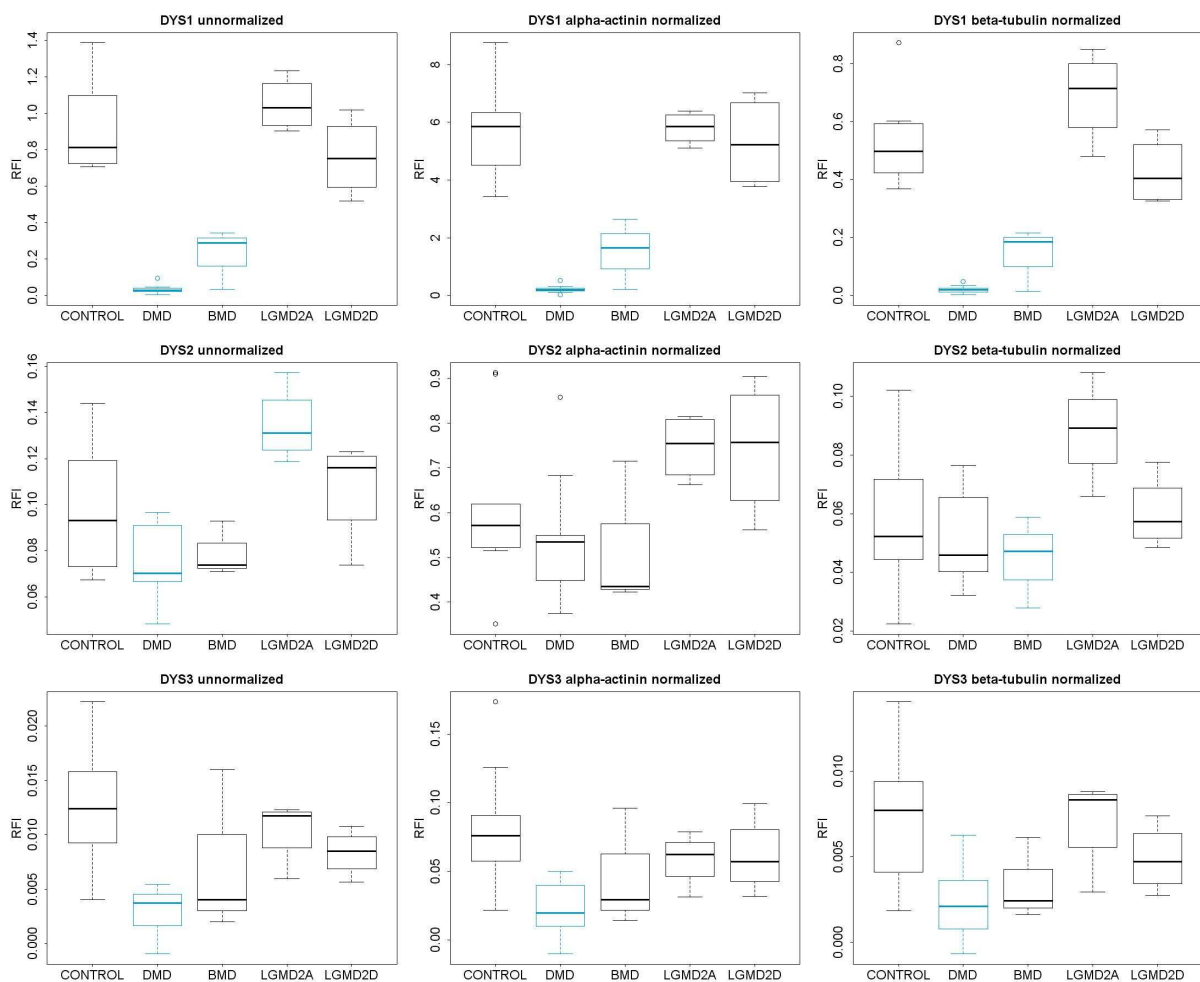 DYS1 unnormalized
DYS1 alpha-actinin normalized
DYS1 beta-tubulin normalized
RFI
1.4
1.2
1.0
0.8
0.6
0.4
0.2
0.0
RFI
8
6
4
2
0
RFI
0.8
0.6
0.4
0.2
0.0
CONTROL DMD BMD LGMD2A LGMD2D
CONTROL DMD BMD LGMD2A LGMD2D
CONTROL DMD BMD LGMD2A LGMD2D
DYS2 unnormalized
DYS2 alpha-actinin normalized
DYS2 beta-tubulin normalized
RFI
0.16
0.14
0.12
0.10
0.08
0.06
RFI
0.9
0.8
0.7
0.6
0.5
0.4
RFI
0.10
0.08
0.06
0.04
0.02
CONTROL DMD BMD LGMD2A LGMD2D
CONTROL DMD BMD LGMD2A LGMD2D
CONTROL DMD BMD LGMD2A LGMD2D
DYS3 unnormalized
DYS3 alpha-actinin normalized
DYS3 beta-tubulin normalized
RFI
0.020
0.015
0.010
0.005
0.000
RFI
0.15
0.10
0.05
0.00
RFI
0.010
0.005
0.000
CONTROL DMD BMD LGMD2A LGMD2D
CONTROL DMD BMD LGMD2A LGMD2D
CONTROL DMD BMD LGMD2A LGMD2D